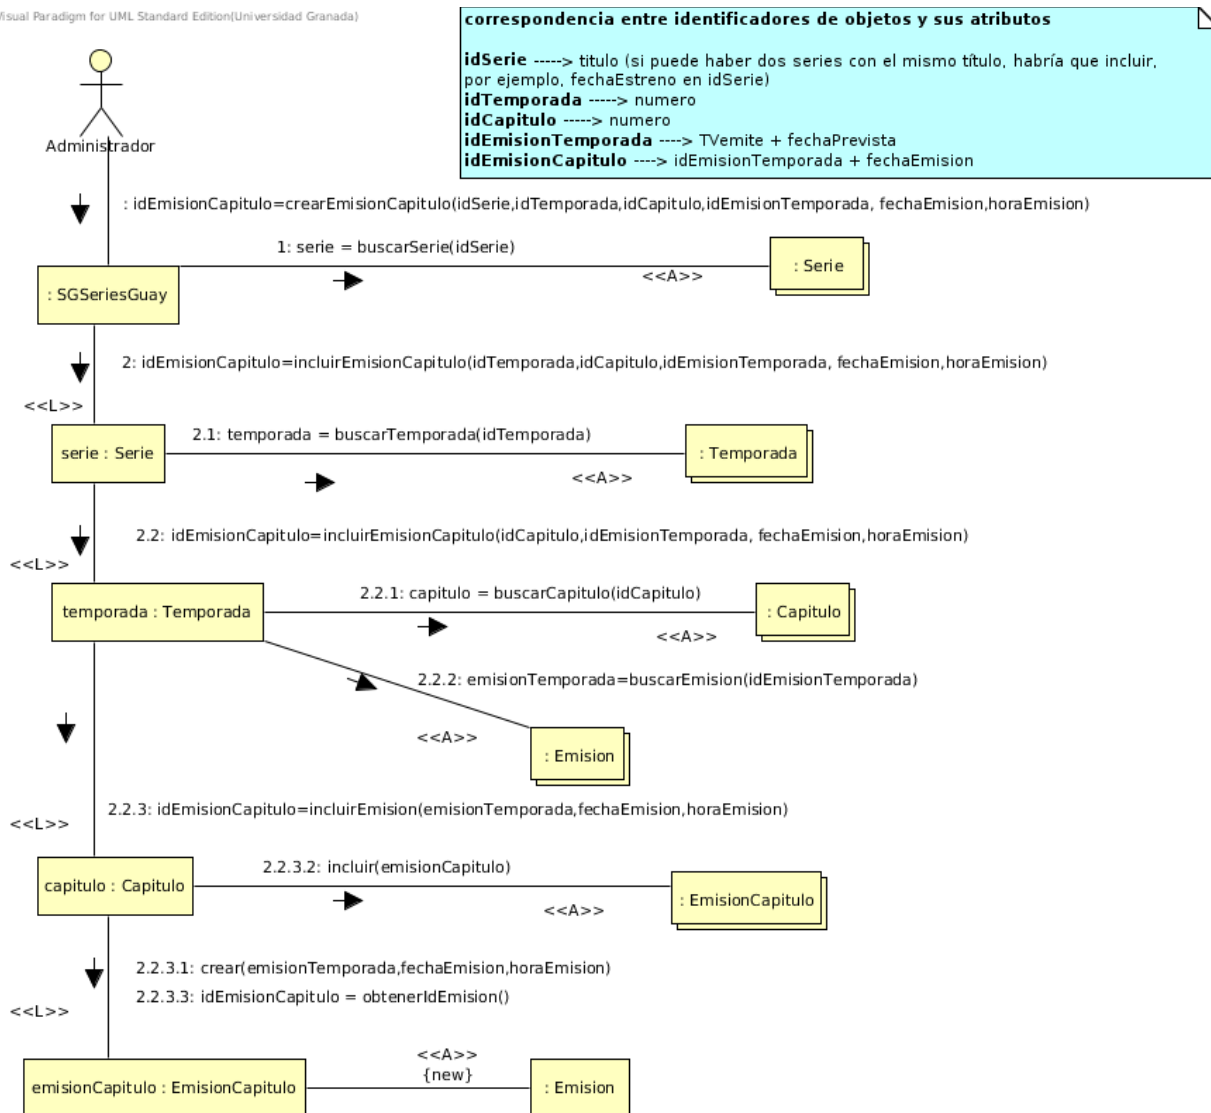 Visual Paradigm for UML Standard Edition(Universidad Granada)
correspondencia entre identificadores de objetos y sus atributos
idSerie -----> titulo (si puede haber dos series con el mismo título, habría que incluir,
por ejemplo, fechaEstreno en idSerie)
idTemporada -----> numero
idCapitulo -----> numero
idEmisionTemporada ----> TVemite + fechaPrevista
idEmisionCapitulo ----> idEmisionTemporada + fechaEmision
Administrador
: idEmisionCapitulo=crearEmisionCapitulo(idSerie,idTemporada,idCapitulo,idEmisionTemporada, fechaEmision,horaEmision)
1: serie = buscarSerie(idSerie)
<<A>>
: Serie
: SGSeriesGuay
2: idEmisionCapitulo=incluirEmisionCapitulo(idTemporada,idCapitulo,idEmisionTemporada, fechaEmision,horaEmision)
<<L>>
serie : Serie
2.1: temporada = buscarTemporada(idTemporada)
<<A>>
: Temporada
2.2: idEmisionCapitulo=incluirEmisionCapitulo(idCapitulo,idEmisionTemporada, fechaEmision,horaEmision)
<<L>>
temporada : Temporada
2.2.1: capitulo = buscarCapitulo(idCapitulo)
<<A>>
: Capitulo
2.2.2: emisionTemporada=buscarEmision(idEmisionTemporada)
<<A>>
: Emision
2.2.3: idEmisionCapitulo=incluirEmision(emisionTemporada,fechaEmision,horaEmision)
<<L>>
capitulo : Capitulo
2.2.3.2: incluir(emisionCapitulo)
<<A>>
: EmisionCapitulo
2.2.3.1: crear(emisionTemporada,fechaEmision,horaEmision)
2.2.3.3: idEmisionCapitulo = obtenerIdEmision()
<<L>>
emisionCapitulo : EmisionCapitulo
<<A>>
{new}
: Emision